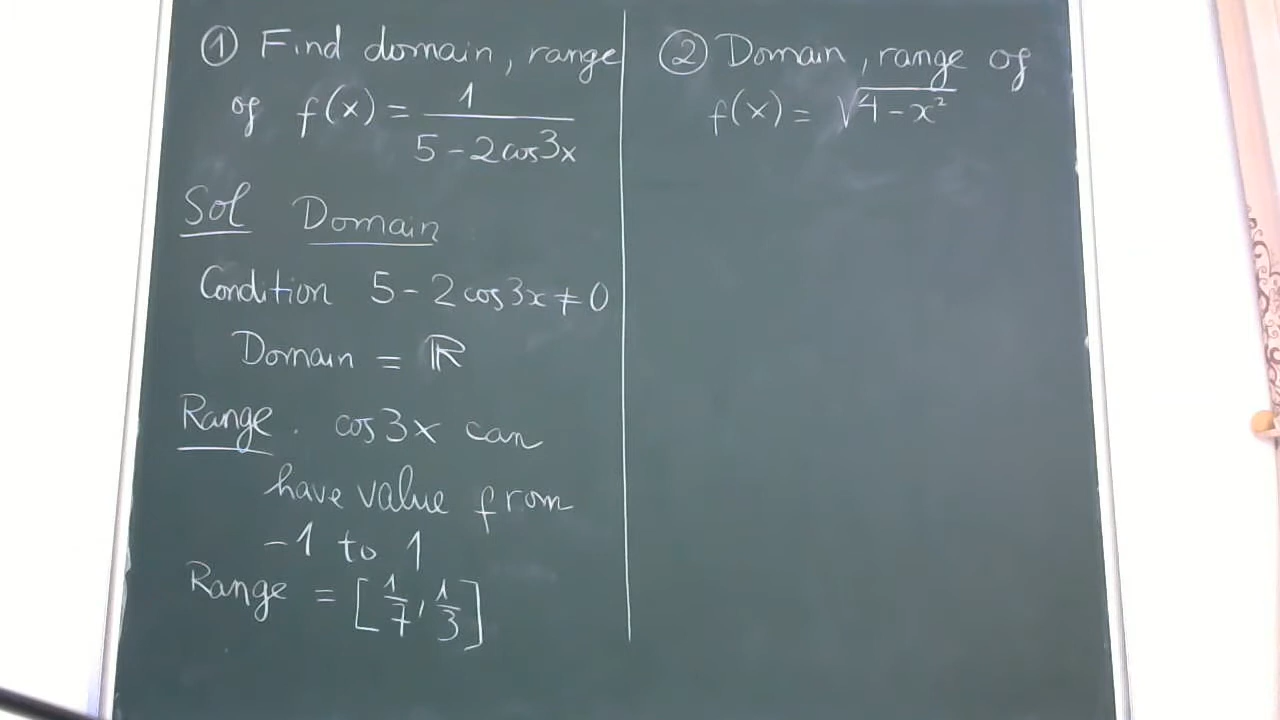 ① Find domain, range
of f(x) = 1/(5 - 2cos3x)
Sol Domain
Condition 5 - 2cos3x ≠ 0
Domain = ℝ
Range. cos3x can
have value from
-1 to 1
Range = [1/7, 1/3]
② Domain, range of
f(x) = √(4 - x²)